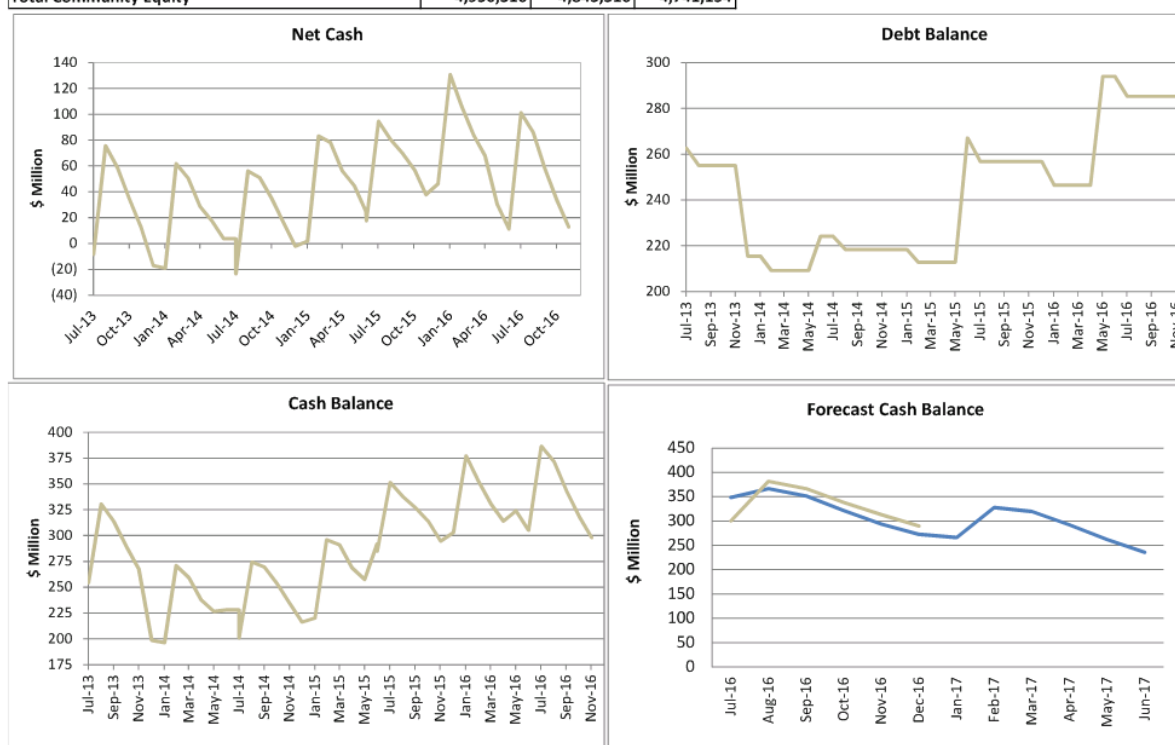 Total Community Equity
Net Cash
$ Million
140
120
100
80
60
40
20
0
(20)
(40)
Jul-13
Oct-13
Jan-14
Apr-14
Jul-14
Oct-14
Jan-15
Apr-15
Jul-15
Oct-15
Jan-16
Apr-16
Jul-16
Oct-16
Debt Balance
$ Million
300
280
260
240
220
200
Jul-13
Sep-13
Nov-13
Jan-14
Mar-14
May-14
Jul-14
Sep-14
Nov-14
Jan-15
Mar-15
May-15
Jul-15
Sep-15
Nov-15
Jan-16
Mar-16
May-16
Jul-16
Sep-16
Nov-16
Cash Balance
$ Million
400
375
350
325
300
275
250
225
200
175
Jul-13
Sep-13
Nov-13
Jan-14
Mar-14
May-14
Jul-14
Sep-14
Nov-14
Jan-15
Mar-15
May-15
Jul-15
Sep-15
Nov-15
Jan-16
Mar-16
May-16
Jul-16
Sep-16
Nov-16
Forecast Cash Balance
$ Million
450
400
350
300
250
200
150
100
50
0
Jul-16
Aug-16
Sep-16
Oct-16
Nov-16
Dec-16
Jan-17
Feb-17
Mar-17
Apr-17
May-17
Jun-17